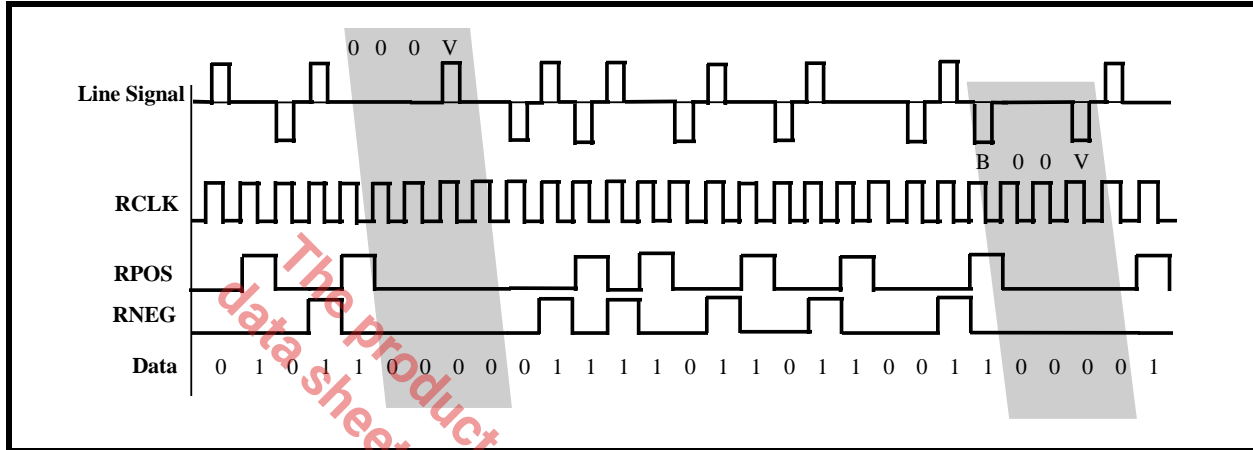 0 0 0 V
Line Signal
B 0 0 V
RCLK
RPOS
RNEG
Data 0 1 0 1 1 0 0 0 0 0 1 1 1 1 0 1 1 0 1 1 0 0 1 1 0 0 0 0 1
The product
data sheet